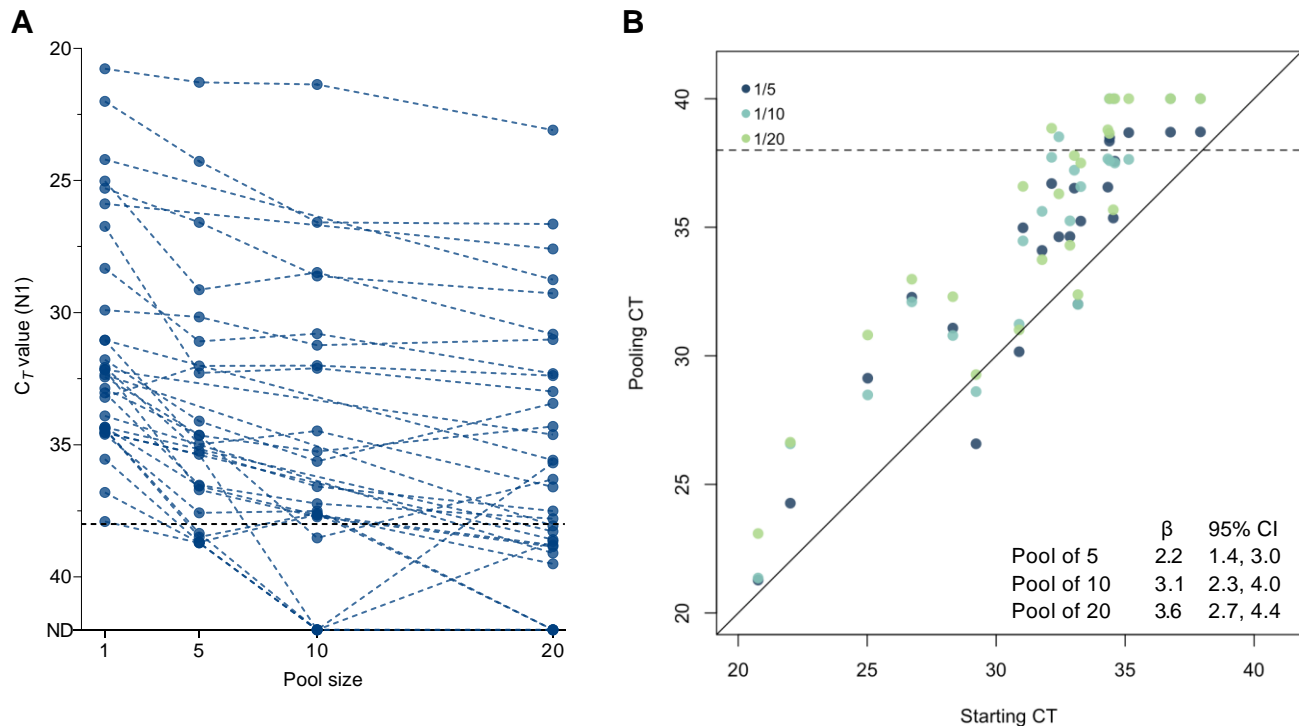 A
20
25
30
35
40
ND
C_T value (N1)
1
5
10
20
Pool size
B
1/5
1/10
1/20
40
35
30
25
20
Pooling CT
β 95% CI
Pool of 5 2.2 1.4, 3.0
Pool of 10 3.1 2.3, 4.0
Pool of 20 3.6 2.7, 4.4
20
25
30
35
40
Starting CT